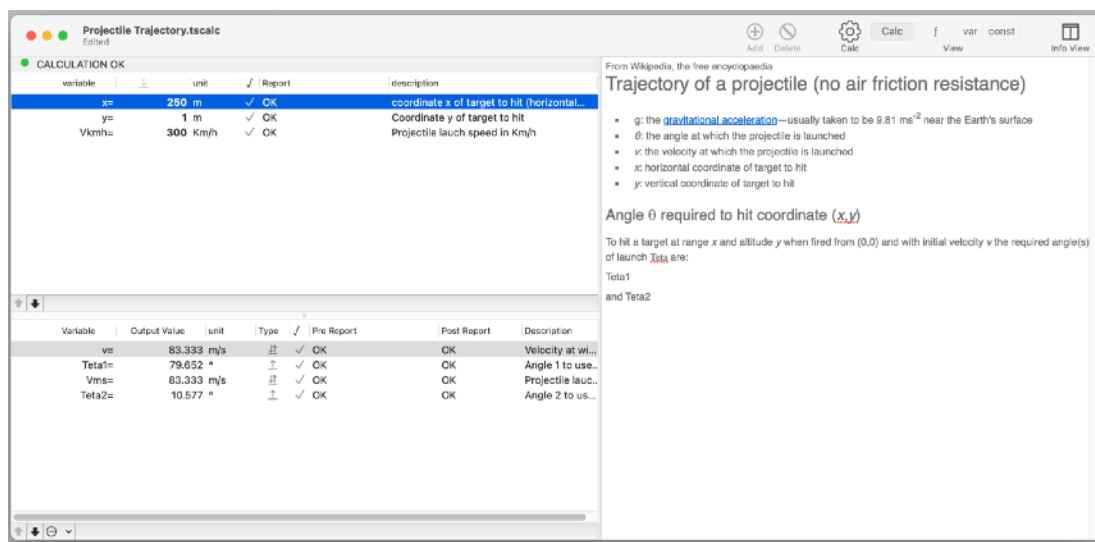 Projectile Trajectory.tscalc
Edited
Add Delete Calc Calc f var const View Info View
CALCULATION OK
variable unit √ Report description
x= 250 m ✓ OK coordinate x of target to hit (horizontal...
y= 1 m ✓ OK Coordinate y of target to hit
Vkmh= 300 Km/h ✓ OK Projectile lauch speed in Km/h
Variable Output Value unit Type √ Pre Report Post Report Description
v= 83.333 m/s ✓ OK OK Velocity at wi...
Teta1= 79.652 ° ✓ OK OK Angle 1 to use...
Vms= 83.333 m/s ✓ OK OK Projectile lauc...
Teta2= 10.577 ° ✓ OK OK Angle 2 to us...
From Wikipedia, the free encyclopaedia
Trajectory of a projectile (no air friction resistance)
▪ g: the gravitational acceleration—usually taken to be 9.81 ms⁻² near the Earth's surface
▪ θ: the angle at which the projectile is launched
▪ v: the velocity at which the projectile is launched
▪ x: horizontal coordinate of target to hit
▪ y: vertical coordinate of target to hit
Angle θ required to hit coordinate (x,y)
To hit a target at range x and altitude y when fired from (0,0) and with initial velocity v the required angle(s)
of launch Teta are:
Teta1
and Teta2